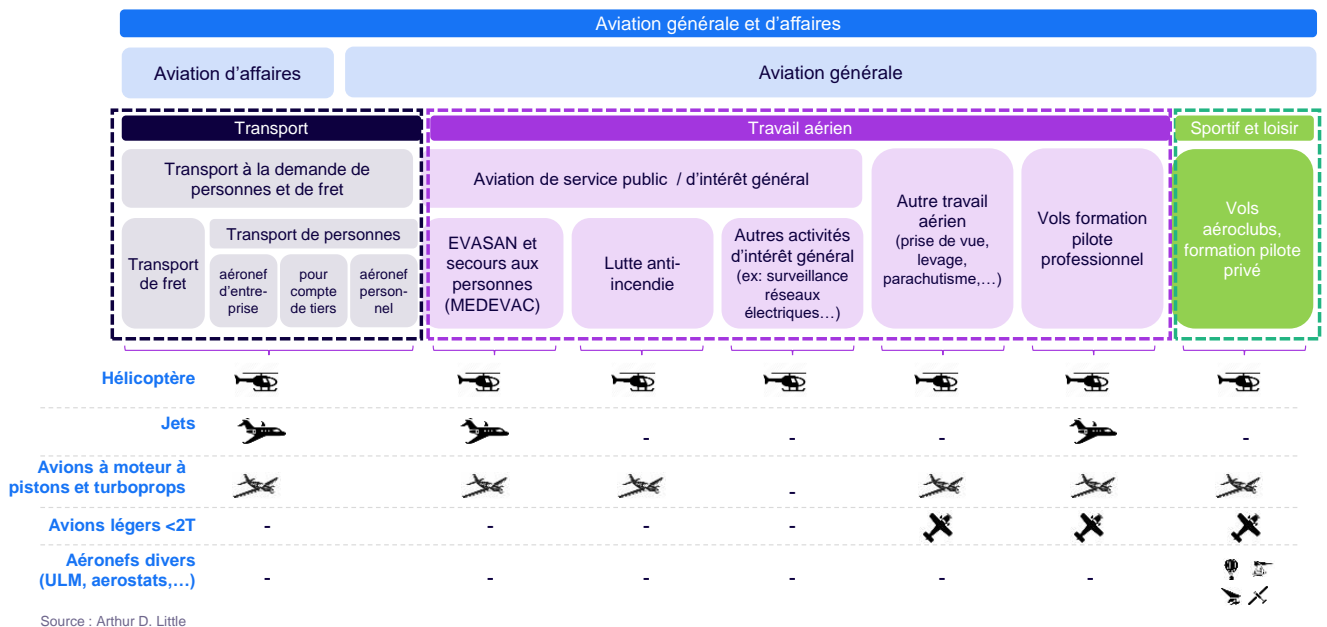 Aviation générale et d'affaires
Aviation d'affaires
Aviation générale
Transport
Travail aérien
Sportif et loisir
Transport à la demande de
personnes et de fret
Aviation de service public / d'intérêt général
Transport
de fret
Transport de personnes
aéronef
d'entre-
prise
pour
compte
de tiers
aéronef
person-
nel
EVASAN et
secours aux
personnes
(MEDEVAC)
Lutte anti-
incendie
Autres activités
d'intérêt général
(ex: surveillance
réseaux
électriques…)
Autre travail
aérien
(prise de vue,
levage,
parachutisme,…)
Vols formation
pilote
professionnel
Vols
aéroclubs,
formation pilote
privé
Hélicoptère
Jets
- - - -
Avions à moteur à
pistons et turboprops
-
Avions légers <2T
- - - -
Aéronefs divers
(ULM, aerostats,…)
- - - - - -
Source : Arthur D. Little